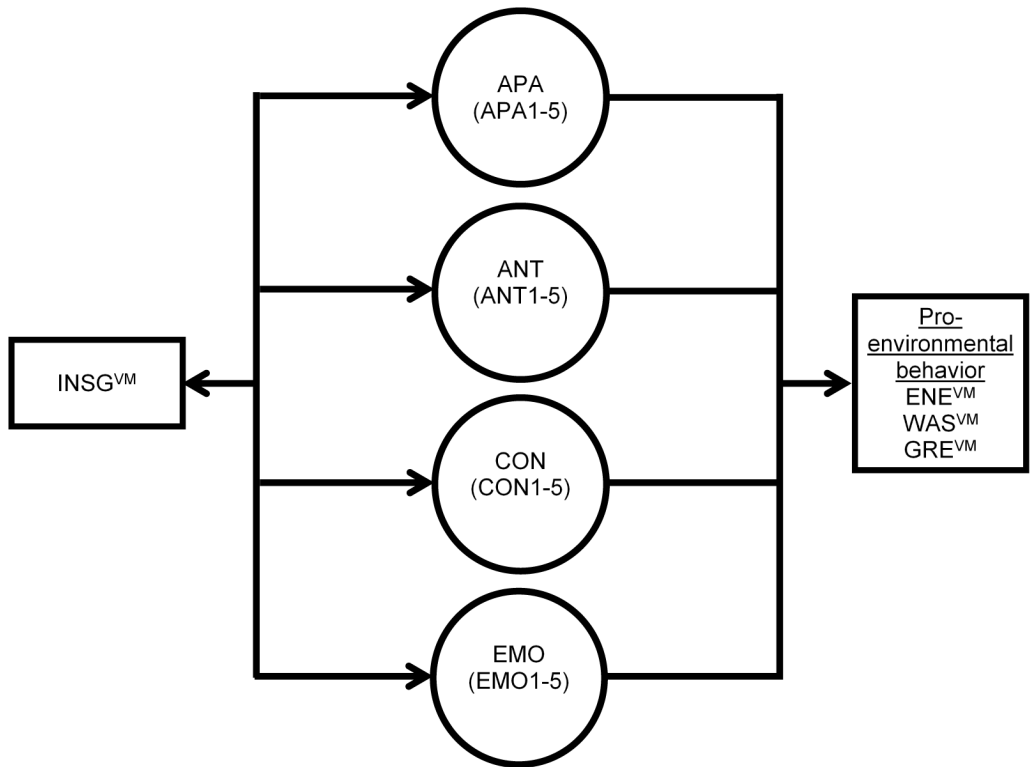 APA
(APA1-5)
ANT
(ANT1-5)
INSGVM
CON
(CON1-5)
EMO
(EMO1-5)
Pro-
environmental
behavior
ENEVM
WASVM
GREVM